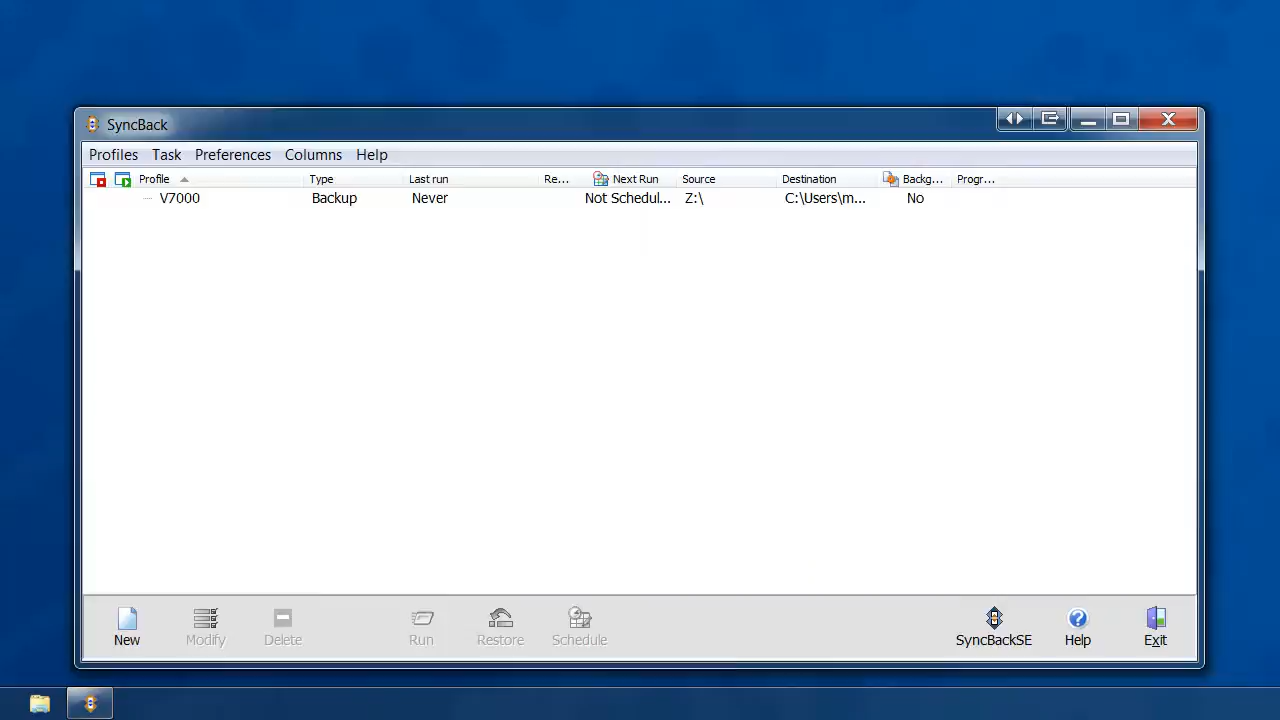 SyncBack
Profiles Task Preferences Columns Help
Profile Type Last run Re... Next Run Source Destination Backg... Progr...
V7000 Backup Never Not Schedul... Z:\ C:\Users\m... No
New Modify Delete Run Restore Schedule SyncBackSE Help Exit